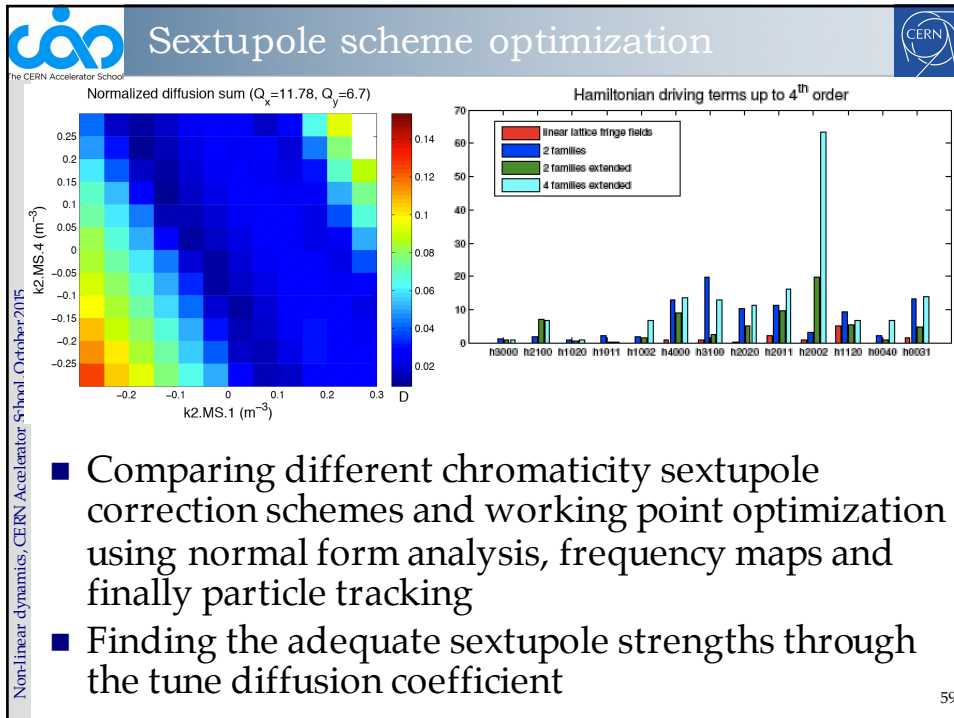 Sextupole scheme optimization
The CERN Accelerator School
CERN
Normalized diffusion sum (Qx=11.78, Qy=6.7)
k2.MS.4 (m−3)
0.25
0.2
0.15
0.1
0.05
0
−0.05
−0.1
−0.15
−0.2
−0.25
−0.2 −0.1 0 0.1 0.2 0.3
k2.MS.1 (m−3)
0.14
0.12
0.1
0.08
0.06
0.04
0.02
D
Hamiltonian driving terms up to 4th order
70
60
50
40
30
20
10
0
linear lattice fringe fields
2 families
2 families extended
4 families extended
h3000 h2100 h1020 h1011 h1002 h4000 h3100 h2020 h2011 h2002 h1120 h0040 h0031
Non-linear dynamics, CERN Accelerator School, October 2015
■ Comparing different chromaticity sextupole
correction schemes and working point optimization
using normal form analysis, frequency maps and
finally particle tracking
■ Finding the adequate sextupole strengths through
the tune diffusion coefficient
59